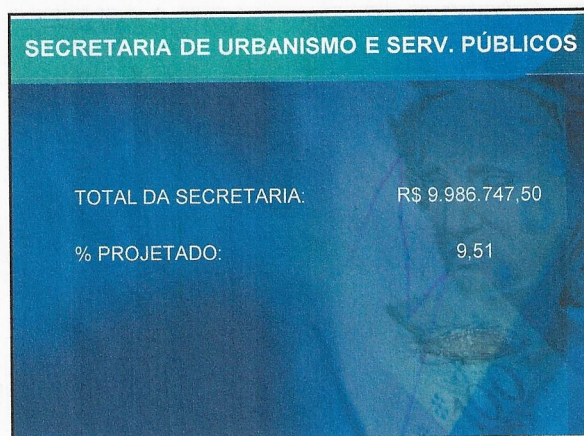 SECRETARIA DE URBANISMO E SERV. PÚBLICOS
TOTAL DA SECRETARIA: R$ 9.986.747,50
% PROJETADO: 9,51